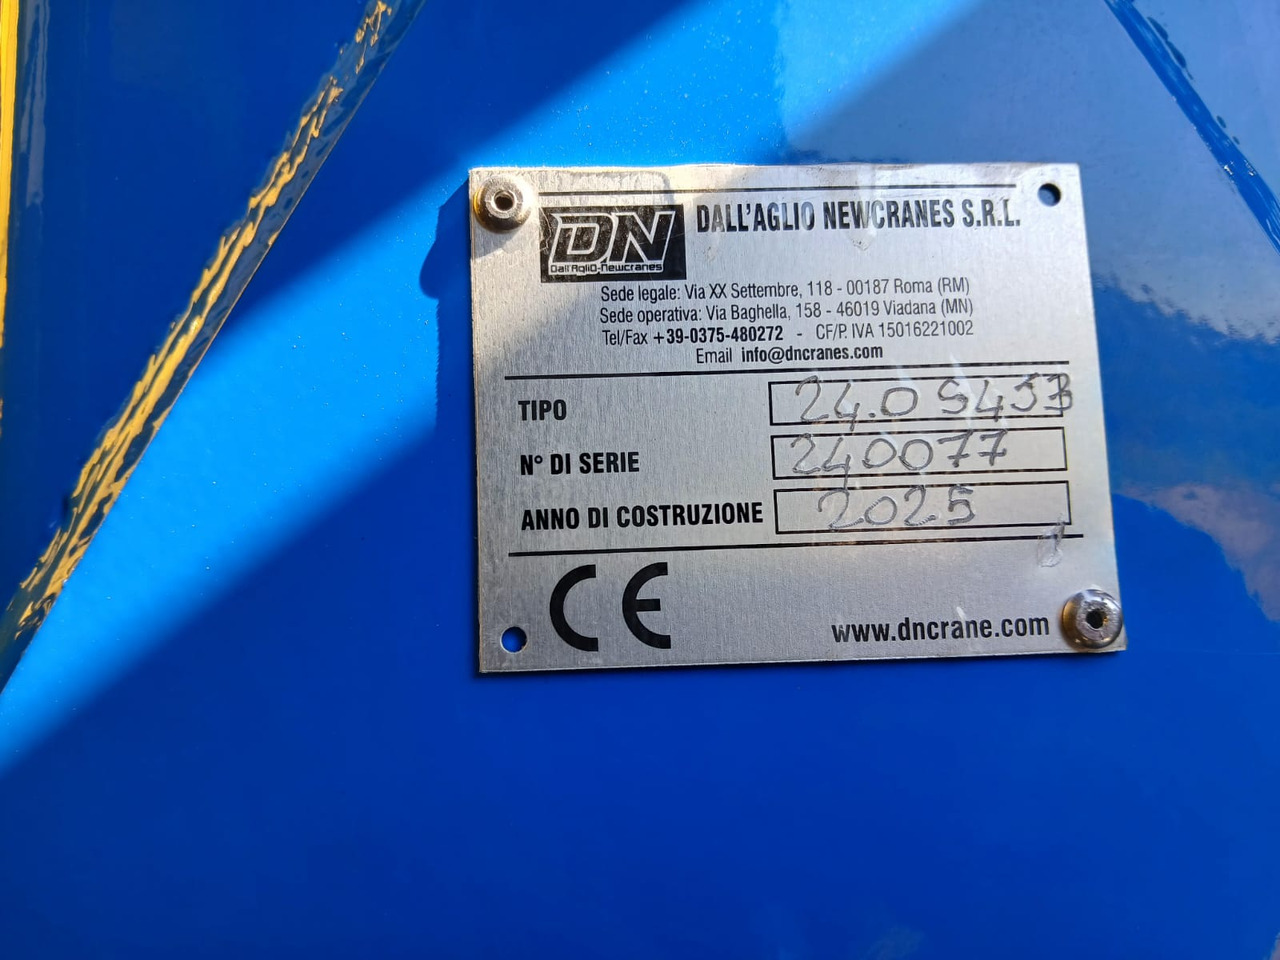 DN
Dall'Aglio-Newcranes
DALL'AGLIO NEWCRANES S.R.L.
Sede legale: Via XX Settembre, 118 - 00187 Roma (RM)
Sede operativa: Via Baghella, 158 - 46019 Viadana (MN)
Tel/Fax +39-0375-480272 - CF/P. IVA 15016221002
Email info@dncranes.com
TIPO 24.0 S453B
N° DI SERIE 240077
ANNO DI COSTRUZIONE 2025
CE
www.dncrane.com